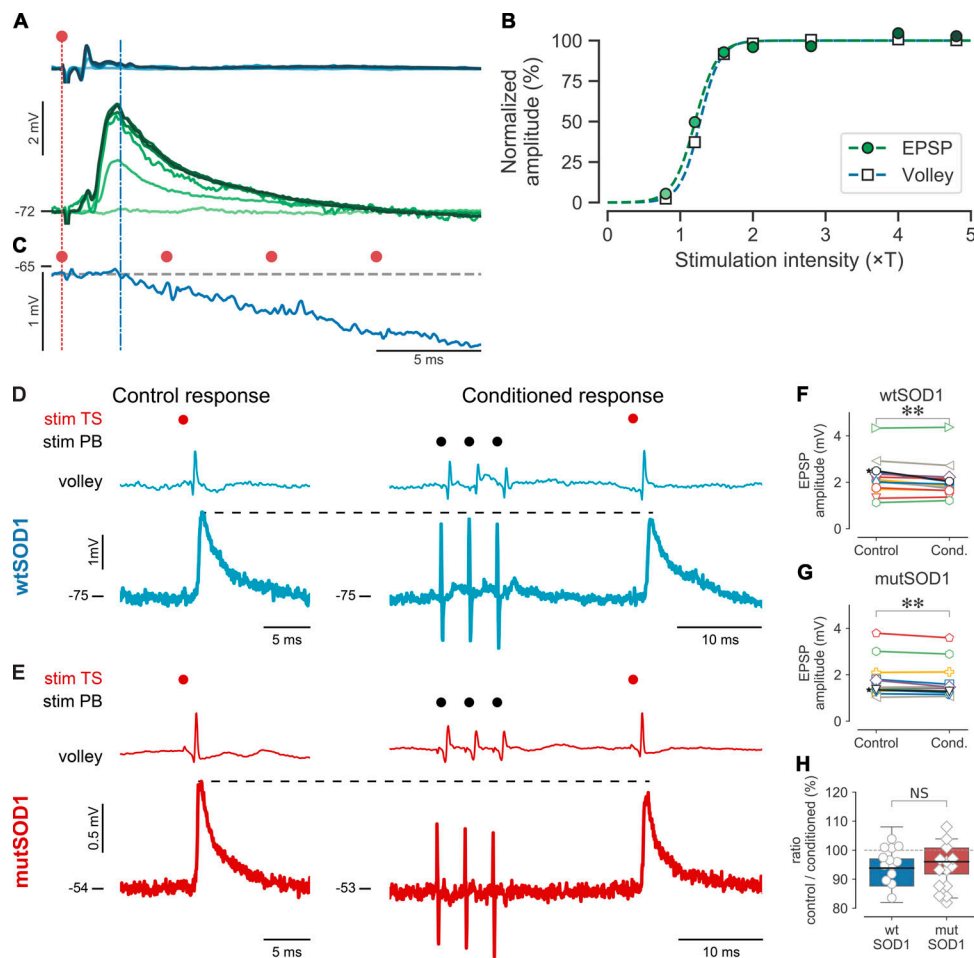 A
2 mV
-72
B
Normalized
amplitude (%)
100
75
50
25
0
EPSP
Volley
0 1 2 3 4 5
Stimulation intensity (×T)
C
-65
1 mV
5 ms
D
Control response
Conditioned response
stim TS
stim PB
volley
wtSOD1
1mV
-75
-75
5 ms
10 ms
E
stim TS
stim PB
volley
mutSOD1
0.5 mV
-54
-53
5 ms
10 ms
F
wtSOD1
**
EPSP
amplitude (mV)
4
2
0
*
Control Cond.
G
mutSOD1
**
EPSP
amplitude (mV)
4
2
0
*
Control Cond.
H
NS
ratio
control / conditioned (%)
120
110
100
90
80
wt mut
SOD1 SOD1